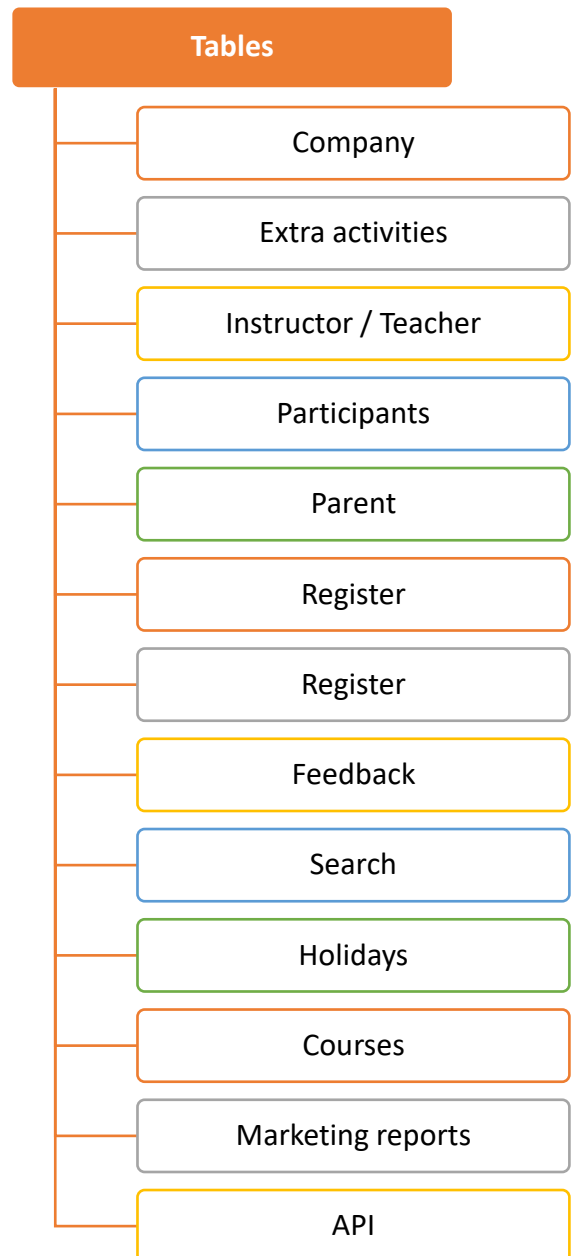 Tables
Company
Extra activities
Instructor / Teacher
Participants
Parent
Register
Register
Feedback
Search
Holidays
Courses
Marketing reports
API